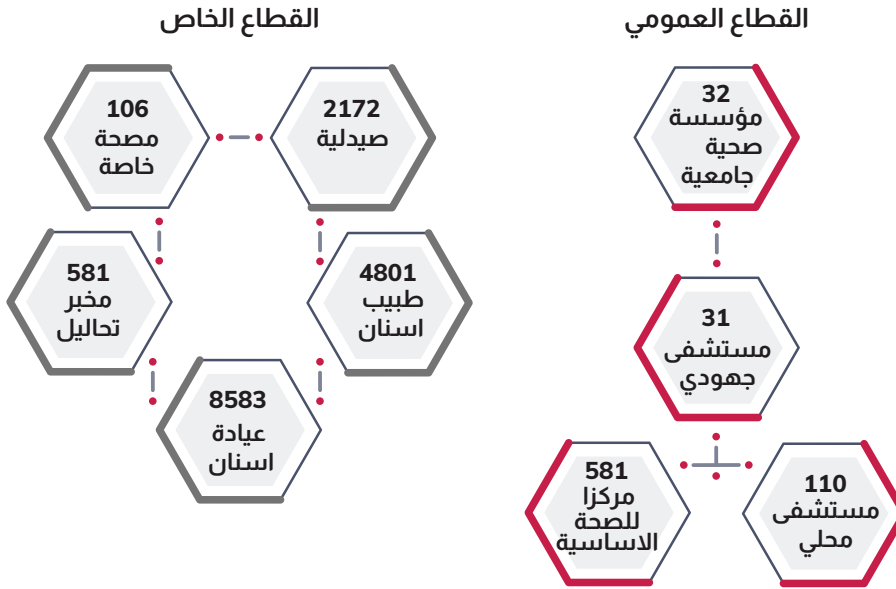 القطاع العمومي
32
مؤسسة
صحية
جامعية
31
مستشفى
جهودي
110
مستشفى
محلي
581
مركزا
للصحة
الاساسية
القطاع الخاص
2172
صيدلية
106
مصحة
خاصة
4801
طبيب
اسنان
581
مخبر
تحاليل
8583
عيادة
اسنان